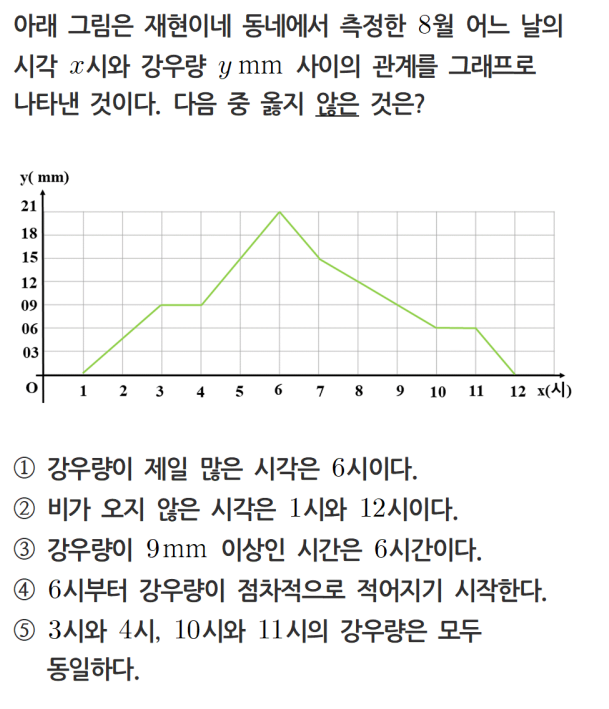 아래 그림은 재현이네 동네에서 측정한 8월 어느 날의
시각 x시와 강우량 y mm 사이의 관계를 그래프로
나타낸 것이다. 다음 중 옳지 않은 것은?
y( mm)
21
18
15
12
09
06
03
O 1 2 3 4 5 6 7 8 9 10 11 12 x(시)
① 강우량이 제일 많은 시각은 6시이다.
② 비가 오지 않은 시각은 1시와 12시이다.
③ 강우량이 9mm 이상인 시간은 6시간이다.
④ 6시부터 강우량이 점차적으로 적어지기 시작한다.
⑤ 3시와 4시, 10시와 11시의 강우량은 모두
동일하다.